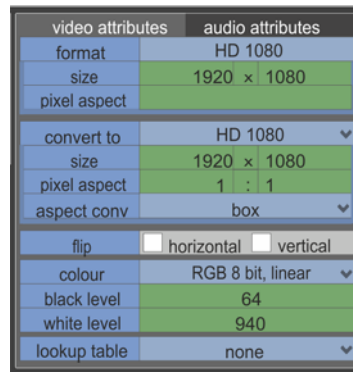 video attributes audio attributes
format HD 1080
size 1920 × 1080
pixel aspect
convert to HD 1080
size 1920 × 1080
pixel aspect 1 : 1
aspect conv box
flip horizontal vertical
colour RGB 8 bit, linear
black level 64
white level 940
lookup table none